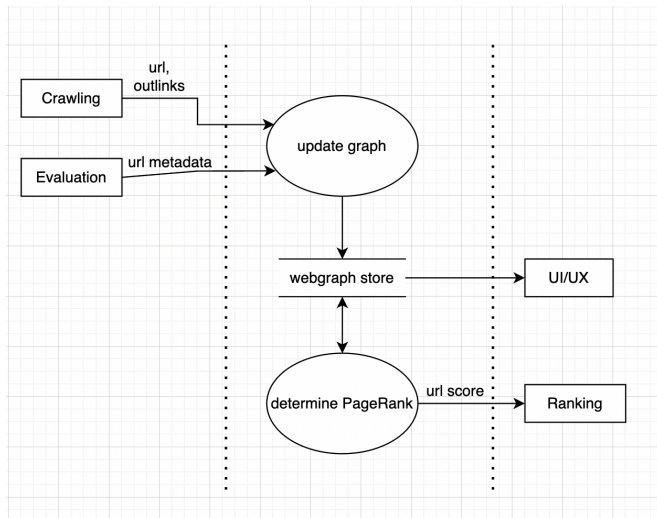 url,
outlinks
Crawling
update graph
url metadata
Evaluation
webgraph store
UI/UX
url score
determine PageRank
Ranking